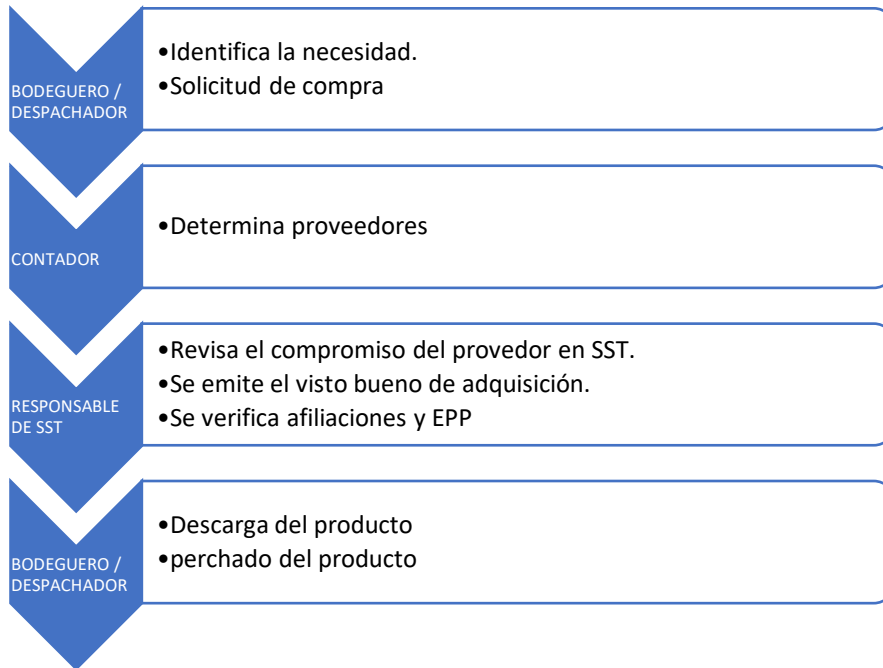 BODEGUERO /
DESPACHADOR
•Identifica la necesidad.
•Solicitud de compra
CONTADOR
•Determina proveedores
RESPONSABLE
DE SST
•Revisa el compromiso del provedor en SST.
•Se emite el visto bueno de adquisición.
•Se verifica afiliaciones y EPP
BODEGUERO /
DESPACHADOR
•Descarga del producto
•perchado del producto